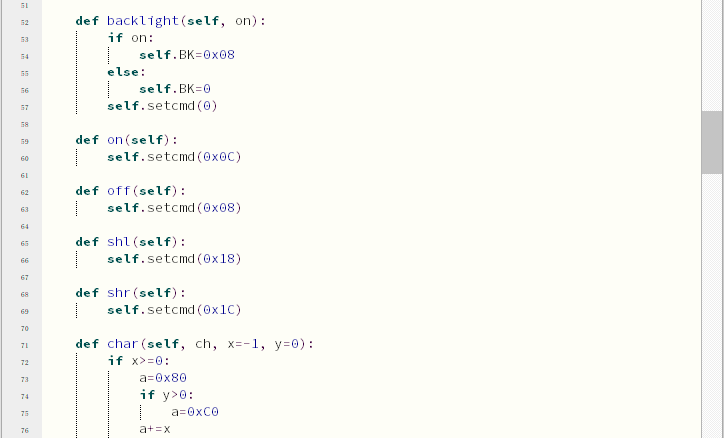 51
52 def backlight(self, on):
53 if on:
54 self.BK=0x08
55 else:
56 self.BK=0
57 self.setcmd(0)
58
59 def on(self):
60 self.setcmd(0x0C)
61
62 def off(self):
63 self.setcmd(0x08)
64
65 def shl(self):
66 self.setcmd(0x18)
67
68 def shr(self):
69 self.setcmd(0x1C)
70
71 def char(self, ch, x=-1, y=0):
72 if x>=0:
73 a=0x80
74 if y>0:
75 a=0xC0
76 a+=x